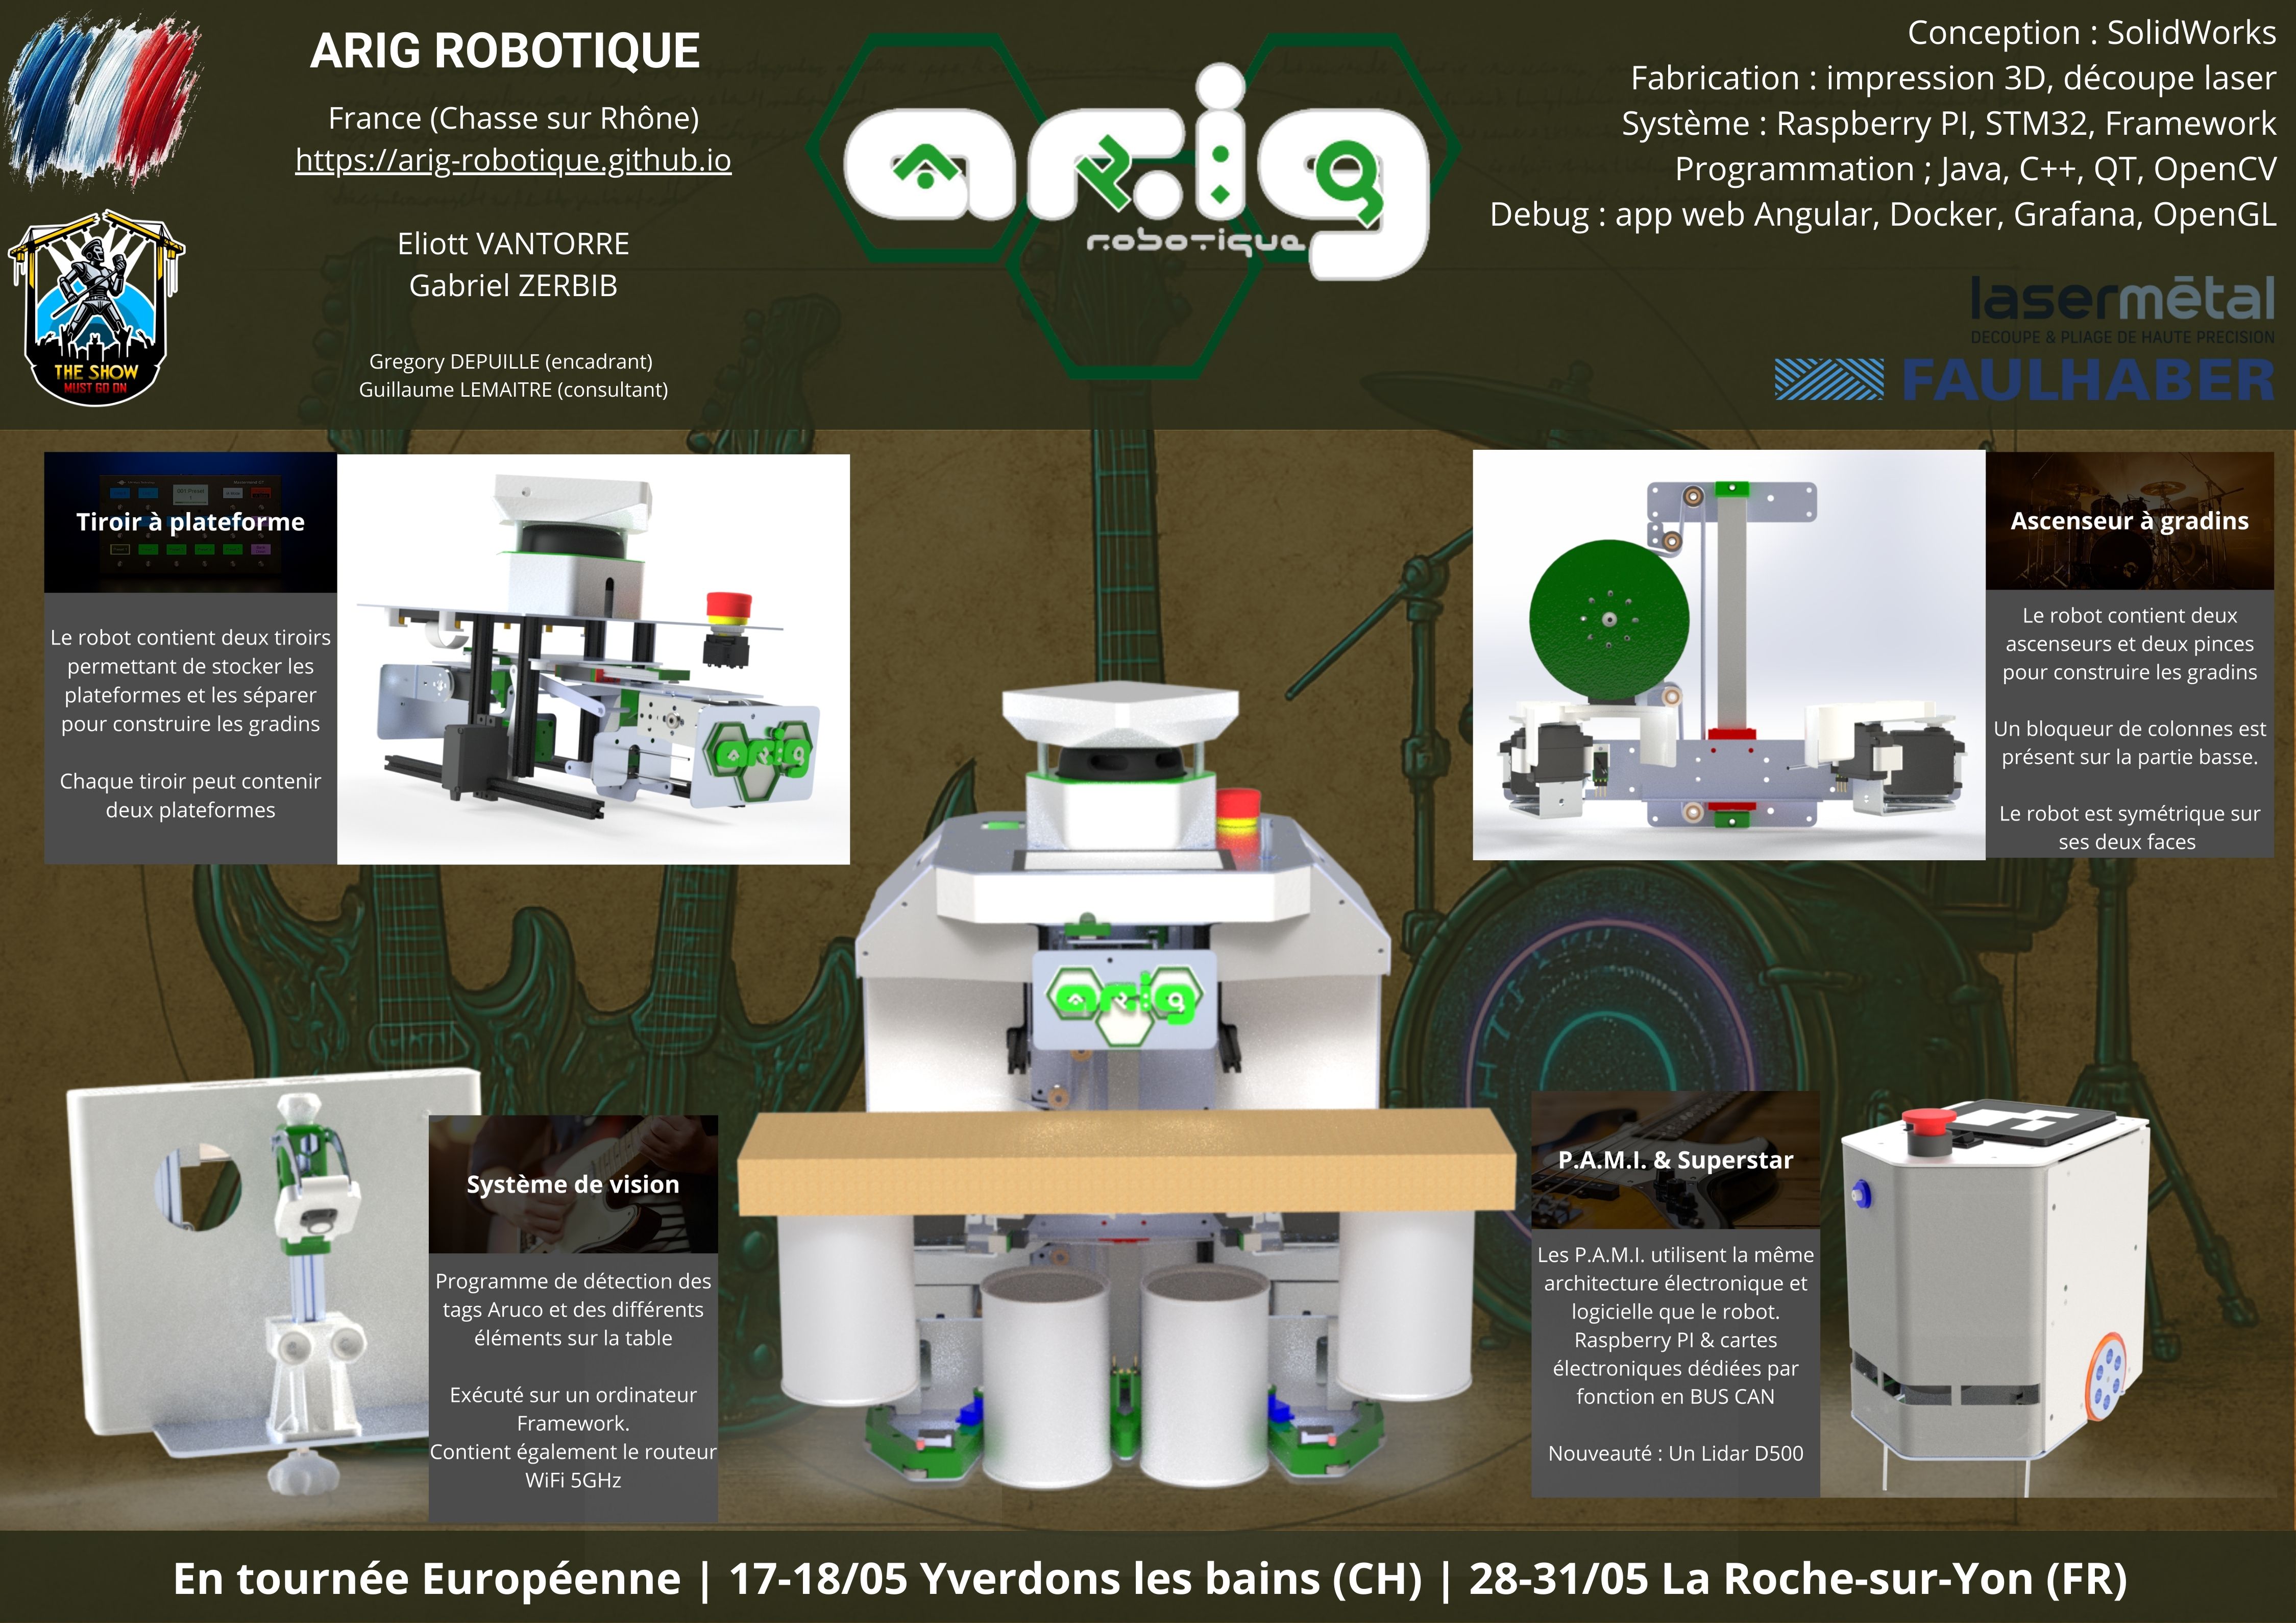 ARIG ROBOTIQUE
France (Chasse sur Rhône)
https://arig-robotique.github.io
Eliott VANTORRE
Gabriel ZERBIB
Gregory DEPUILLE (encadrant)
Guillaume LEMAITRE (consultant)
THE SHOW
MUST GO ON
arig
robotique
Conception : SolidWorks
Fabrication : impression 3D, découpe laser
Système : Raspberry PI, STM32, Framework
Programmation ; Java, C++, QT, OpenCV
Debug : app web Angular, Docker, Grafana, OpenGL
lasermētal
DECOUPE & PLIAGE DE HAUTE PRECISION
FAULHABER
Tiroir à plateforme
Le robot contient deux tiroirs
permettant de stocker les
plateformes et les séparer
pour construire les gradins
Chaque tiroir peut contenir
deux plateformes
arig
Ascenseur à gradins
Le robot contient deux
ascenseurs et deux pinces
pour construire les gradins
Un bloqueur de colonnes est
présent sur la partie basse.
Le robot est symétrique sur
ses deux faces
arig
Système de vision
Programme de détection des
tags Aruco et des différents
éléments sur la table
Exécuté sur un ordinateur
Framework.
Contient également le routeur
WiFi 5GHz
P.A.M.I. & Superstar
Les P.A.M.I. utilisent la même
architecture électronique et
logicielle que le robot.
Raspberry PI & cartes
électroniques dédiées par
fonction en BUS CAN
Nouveauté : Un Lidar D500
En tournée Européenne | 17-18/05 Yverdons les bains (CH) | 28-31/05 La Roche-sur-Yon (FR)